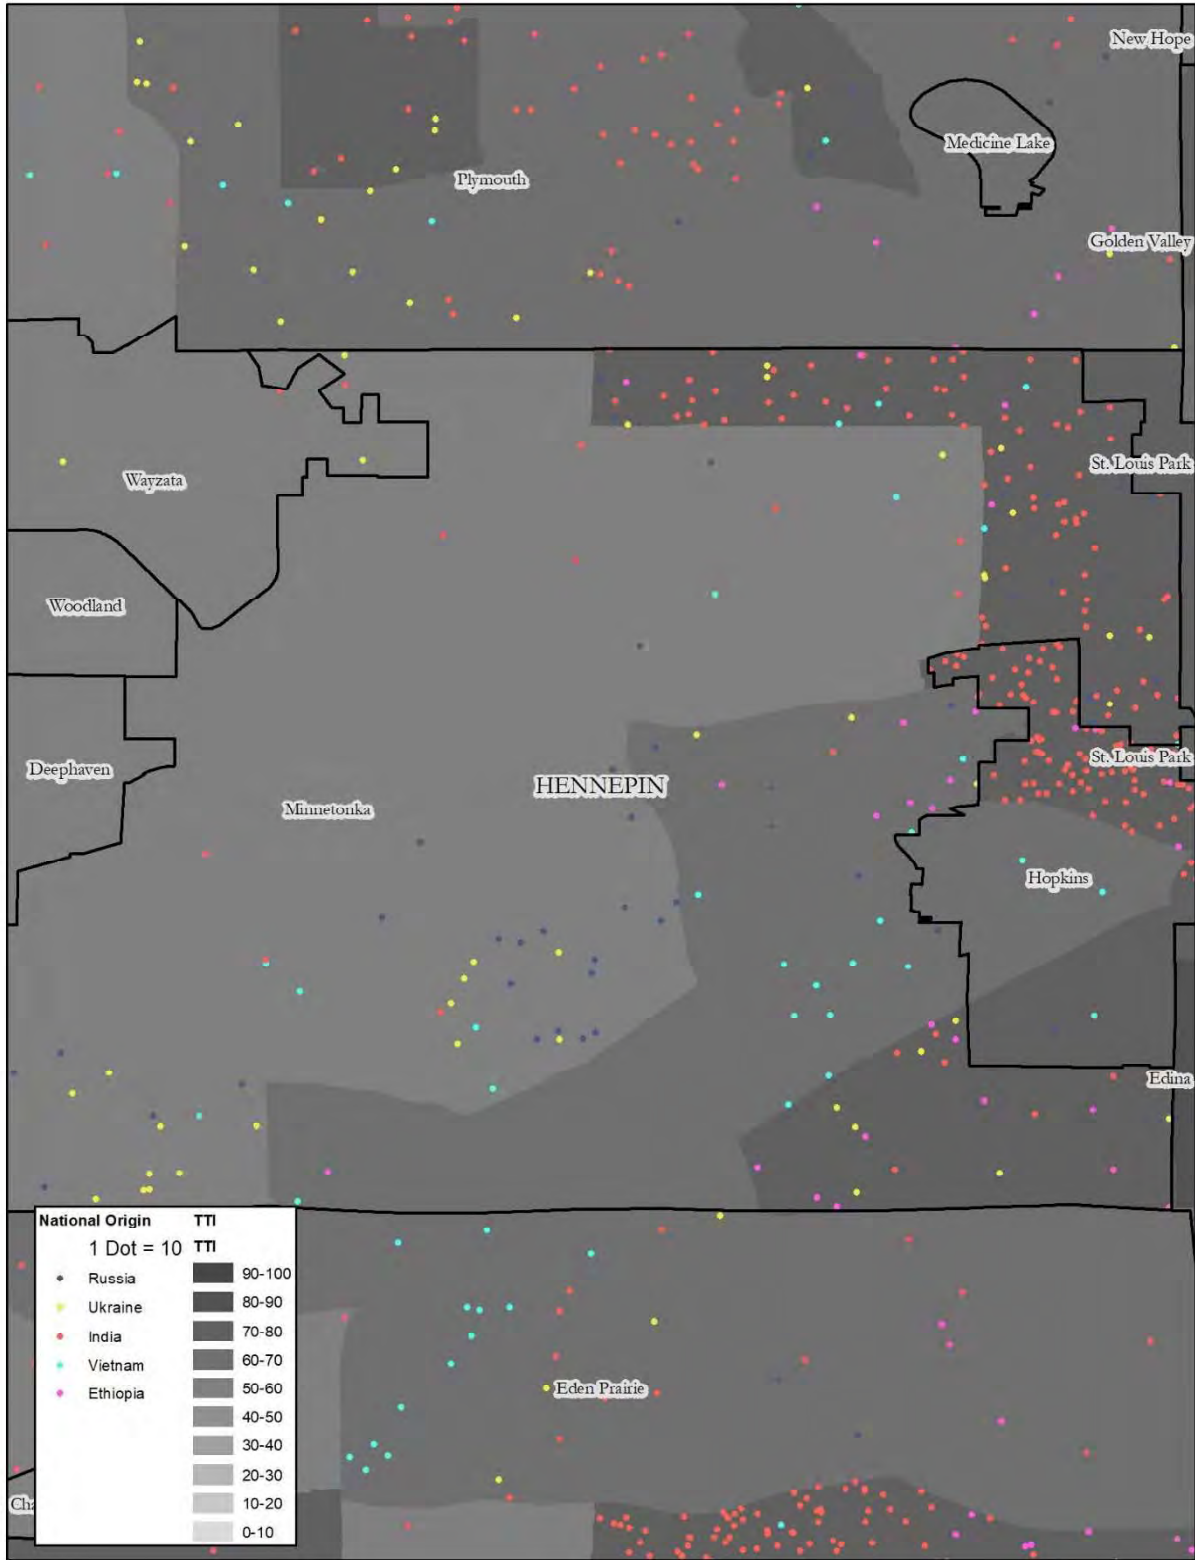 New Hope
Medicine Lake
Plymouth
Golden Valley
St. Louis Park
Wayzata
Woodland
St. Louis Park
Deephaven
HENNEPIN
Minnetonka
Hopkins
Edina
Eden Prairie
Cha
National Origin TTI
1 Dot = 10 TTI
Russia
Ukraine
India
Vietnam
Ethiopia
90-100
80-90
70-80
60-70
50-60
40-50
30-40
20-30
10-20
0-10